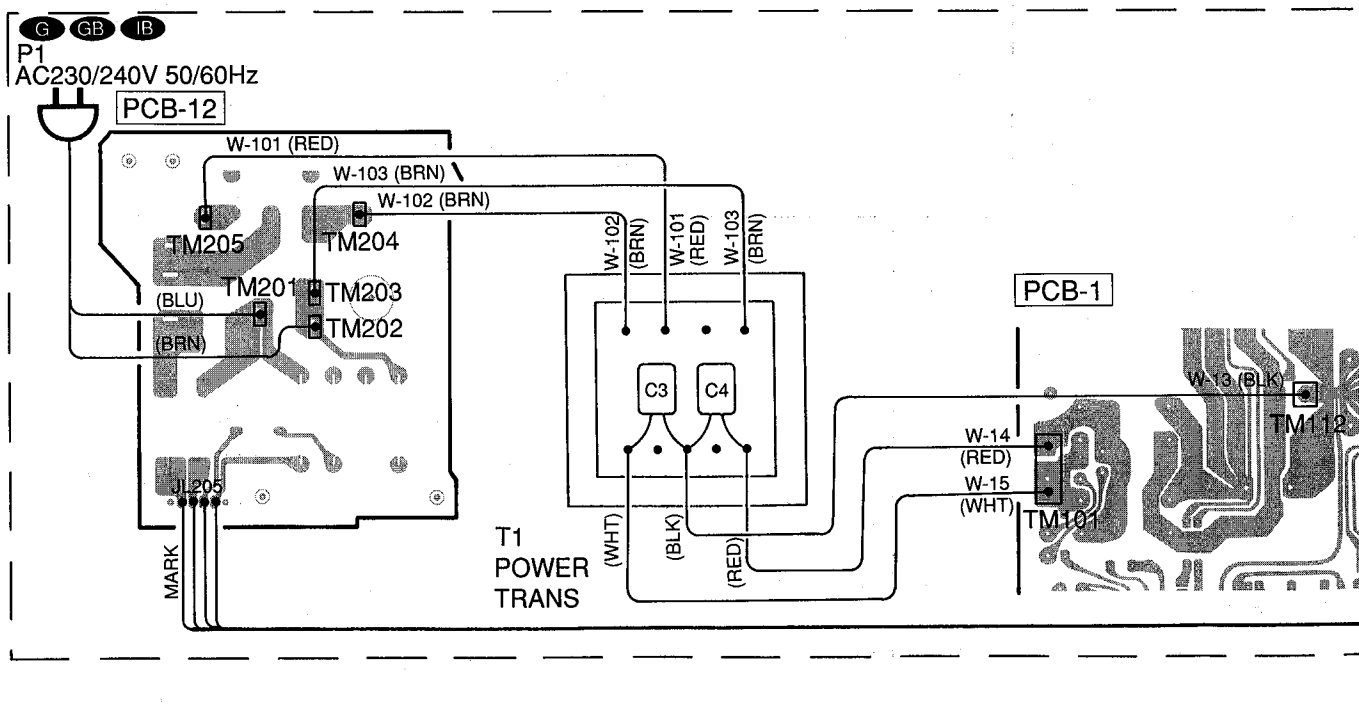 G GB IB
P1
AC230/240V 50/60Hz
PCB-12
W-101 (RED)
W-103 (BRN)
W-102 (BRN)
TM205
TM204
TM201
TM203
TM202
(BLU)
(BRN)
JL205
MARK
W-102 (BRN)
W-101 (RED)
W-103 (BRN)
C3
C4
(WHT)
(BLK)
(RED)
T1
POWER
TRANS
PCB-1
W-13 (BLK)
TM112
W-14
(RED)
W-15
(WHT)
TM101